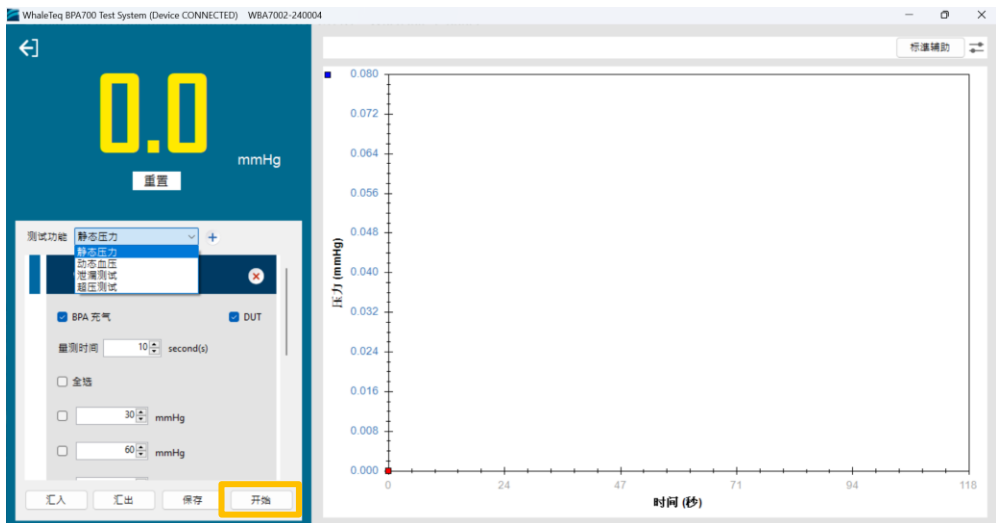 WhaleTeq BPA700 Test System (Device CONNECTED) WBA7002-240004
标準辅助
0.0
mmHg
重置
测试功能 静态压力
静态压力
动态血压
泄漏测试
超压测试
BPA 充气 DUT
量测时间 10 second(s)
全选
30 mmHg
60 mmHg
汇入 汇出 保存 开始
0.080
0.072
0.064
0.056
0.048
0.040
0.032
0.024
0.016
0.008
0.000
压力 (mmHg)
0 24 47 71 94 118
时间 (秒)